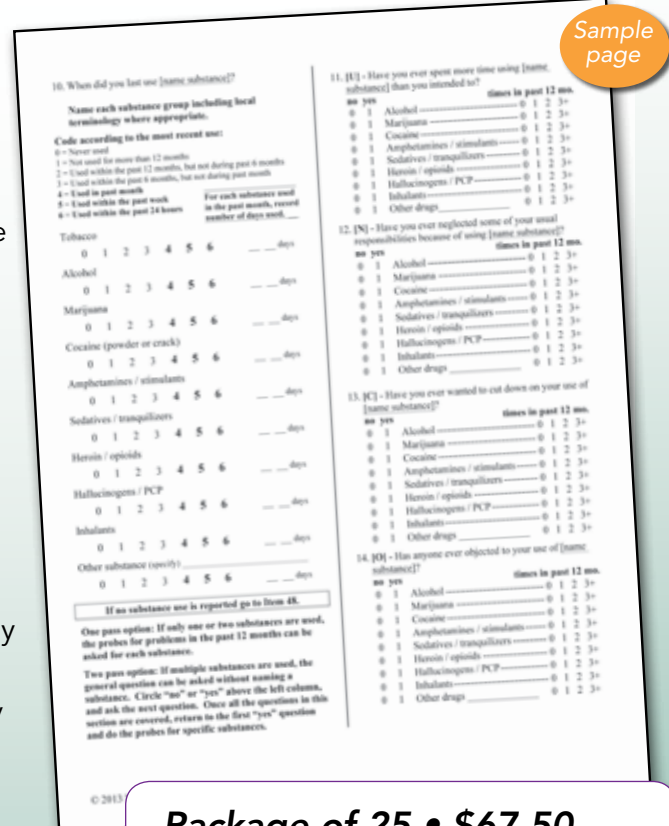 Sample
page
10. When did you last use [name substance]?
Name each substance group including local
terminology where appropriate.
Code according to the most recent use:
0 = Never used
1 = Not used for more than 12 months
2 = Used within the past 12 months, but not during past 6 months
3 = Used within the past 6 months, but not during past month
4 = Used in past month
5 = Used within the past week
6 = Used within the past 24 hours
For each substance used
in the past month, record
number of days used. __
Tobacco
0 1 2 3 4 5 6 __ __ days
Alcohol
0 1 2 3 4 5 6 __ __ days
Marijuana
0 1 2 3 4 5 6 __ __ days
Cocaine (powder or crack)
0 1 2 3 4 5 6 __ __ days
Amphetamines / stimulants
0 1 2 3 4 5 6 __ __ days
Sedatives / tranquilizers
0 1 2 3 4 5 6 __ __ days
Heroin / opioids
0 1 2 3 4 5 6 __ __ days
Hallucinogens / PCP
0 1 2 3 4 5 6 __ __ days
Inhalants
0 1 2 3 4 5 6 __ __ days
Other substance (specify) ____________
0 1 2 3 4 5 6 __ __ days
If no substance use is reported go to Item 48.
One pass option: If only one or two substances are used,
the probes for problems in the past 12 months can be
asked for each substance.
Two pass option: If multiple substances are used, the
general question can be asked without naming a
substance. Circle “no” or “yes” above the left column,
and ask the next question. Once all the questions in this
section are covered, return to the first “yes” question
and do the probes for specific substances.
11. [U] - Have you ever spent more time using [name
substance] than you intended to?
no yes times in past 12 mo.
0 1 Alcohol 0 1 2 3+
0 1 Marijuana 0 1 2 3+
0 1 Cocaine 0 1 2 3+
0 1 Amphetamines / stimulants 0 1 2 3+
0 1 Sedatives / tranquilizers 0 1 2 3+
0 1 Heroin / opioids 0 1 2 3+
0 1 Hallucinogens / PCP 0 1 2 3+
0 1 Inhalants 0 1 2 3+
0 1 Other drugs____________ 0 1 2 3+
12. [N] - Have you ever neglected some of your usual
responsibilities because of using [name substance]?
no yes times in past 12 mo.
0 1 Alcohol 0 1 2 3+
0 1 Marijuana 0 1 2 3+
0 1 Cocaine 0 1 2 3+
0 1 Amphetamines / stimulants 0 1 2 3+
0 1 Sedatives / tranquilizers 0 1 2 3+
0 1 Heroin / opioids 0 1 2 3+
0 1 Hallucinogens / PCP 0 1 2 3+
0 1 Inhalants 0 1 2 3+
0 1 Other drugs ____________ 0 1 2 3+
13. [C] - Have you ever wanted to cut down on your use of
[name substance]?
no yes times in past 12 mo.
0 1 Alcohol 0 1 2 3+
0 1 Marijuana 0 1 2 3+
0 1 Cocaine 0 1 2 3+
0 1 Amphetamines / stimulants 0 1 2 3+
0 1 Sedatives / tranquilizers 0 1 2 3+
0 1 Heroin / opioids 0 1 2 3+
0 1 Hallucinogens / PCP 0 1 2 3+
0 1 Inhalants 0 1 2 3+
0 1 Other drugs ____________ 0 1 2 3+
14. [O] - Has anyone ever objected to your use of [name
substance]?
no yes times in past 12 mo.
0 1 Alcohol 0 1 2 3+
0 1 Marijuana 0 1 2 3+
0 1 Cocaine 0 1 2 3+
0 1 Amphetamines / stimulants 0 1 2 3+
0 1 Sedatives / tranquilizers 0 1 2 3+
0 1 Heroin / opioids 0 1 2 3+
0 1 Hallucinogens / PCP 0 1 2 3+
0 1 Inhalants 0 1 2 3+
0 1 Other drugs ____________ 0 1 2 3+
© 2013
Package of 25 • $67.50